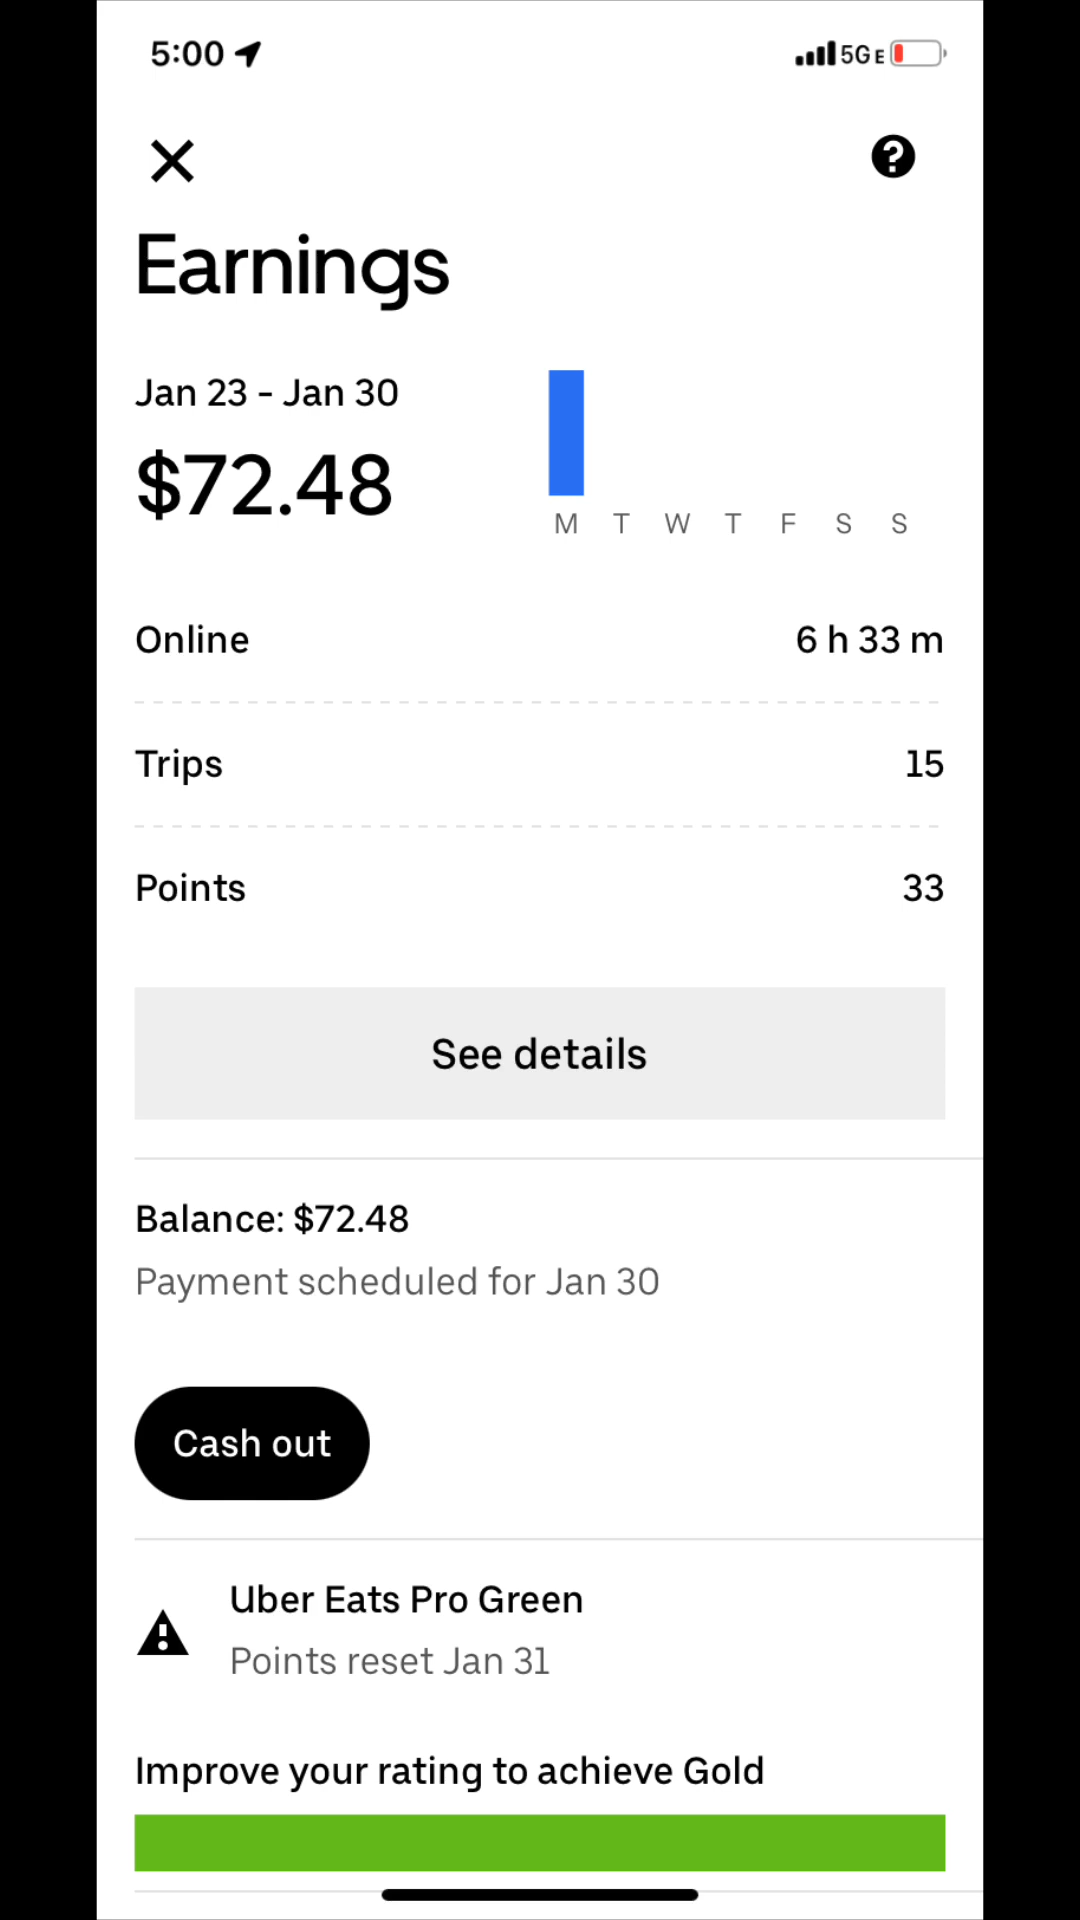 5:00 5GE
Earnings
Jan 23 - Jan 30
$72.48
M T W T F S S
Online 6 h 33 m
Trips 15
Points 33
See details
Balance: $72.48
Payment scheduled for Jan 30
Cash out
Uber Eats Pro Green
Points reset Jan 31
Improve your rating to achieve Gold